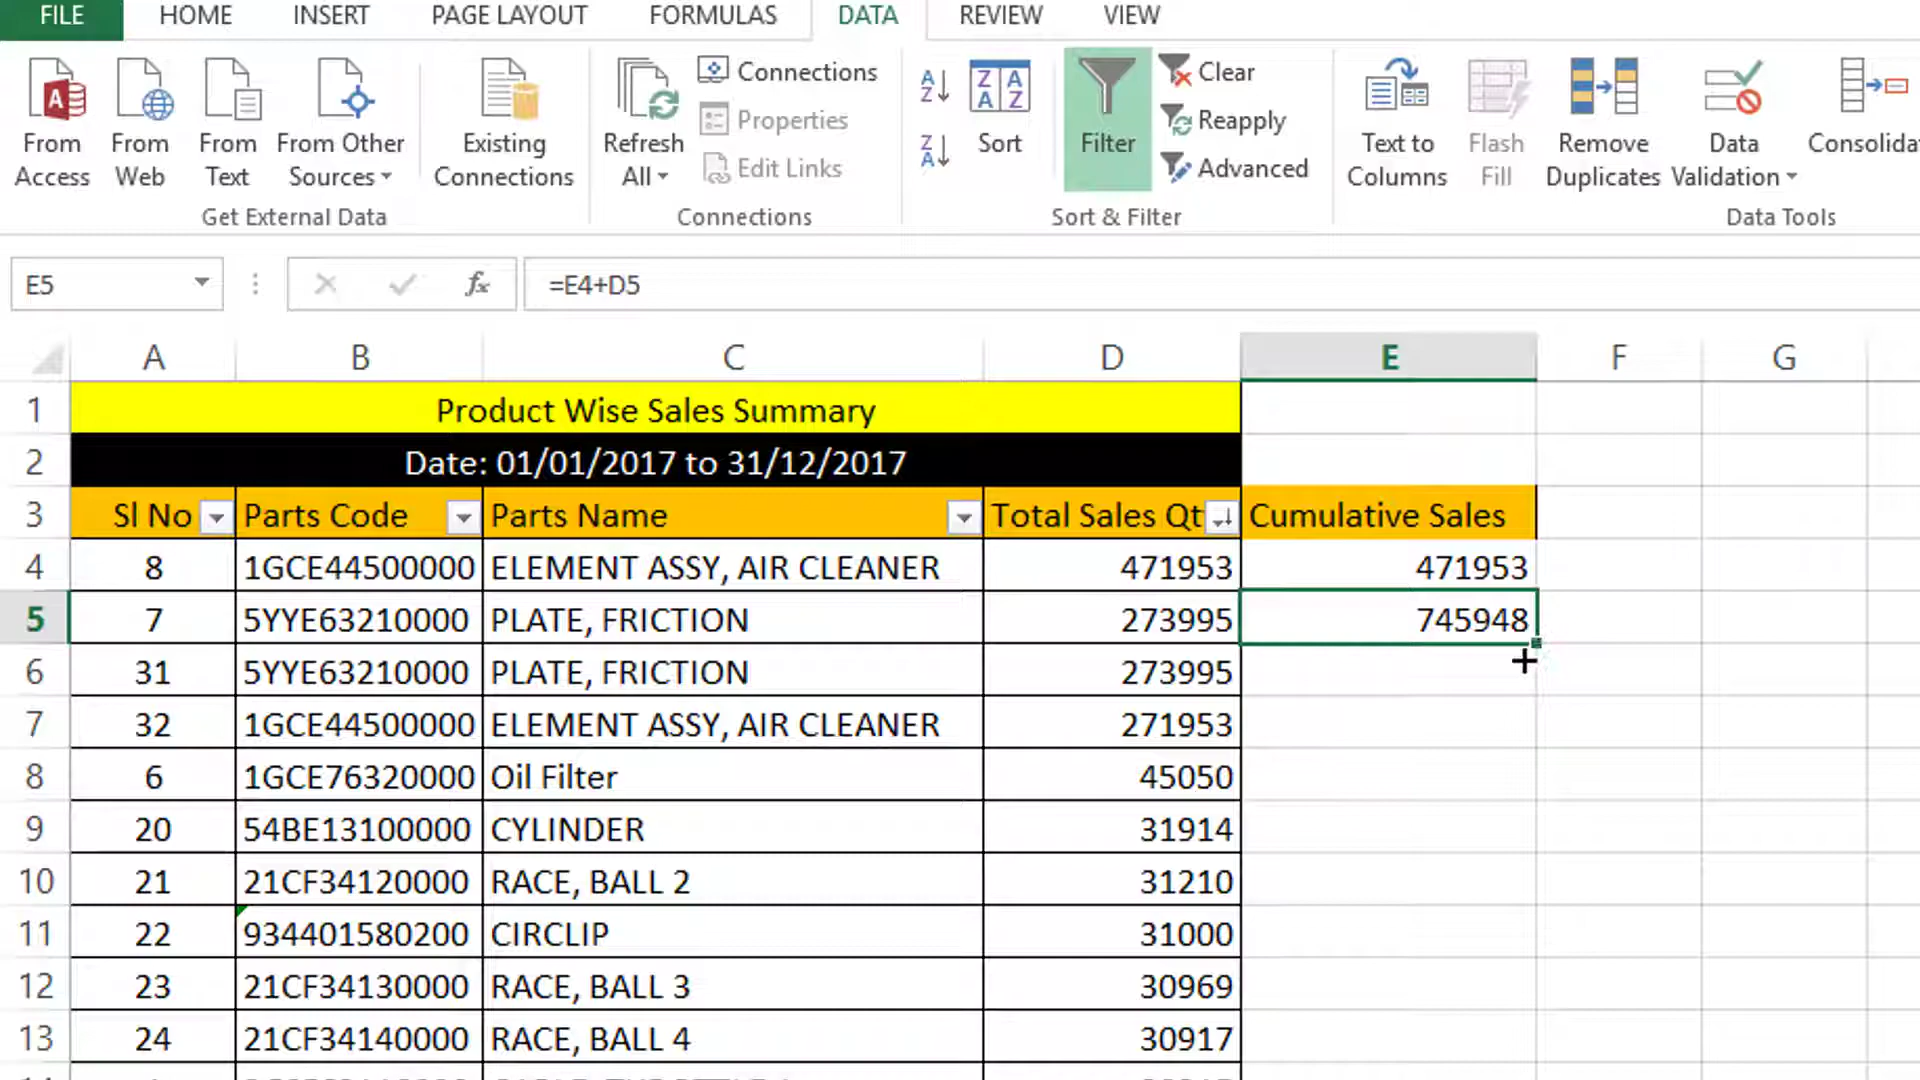 FILE HOME INSERT PAGE LAYOUT FORMULAS DATA REVIEW VIEW
From Access
From Web
From Text
From Other Sources
Get External Data
Existing Connections
Refresh All
Connections
Properties
Edit Links
Connections
A Z
Z A
Z A A Z
Sort
Filter
Clear
Reapply
Advanced
Sort & Filter
Text to Columns
Flash Fill
Remove Duplicates
Data Validation
Consolida
Data Tools
E5 fx =E4+D5
A B C D E F G
1 Product Wise Sales Summary
2 Date: 01/01/2017 to 31/12/2017
3 Sl No Parts Code Parts Name Total Sales Qt Cumulative Sales
4 8 1GCE44500000 ELEMENT ASSY, AIR CLEANER 471953 471953
5 7 5YYE63210000 PLATE, FRICTION 273995 745948
6 31 5YYE63210000 PLATE, FRICTION 273995
7 32 1GCE44500000 ELEMENT ASSY, AIR CLEANER 271953
8 6 1GCE76320000 Oil Filter 45050
9 20 54BE13100000 CYLINDER 31914
10 21 21CF34120000 RACE, BALL 2 31210
11 22 934401580200 CIRCLIP 31000
12 23 21CF34130000 RACE, BALL 3 30969
13 24 21CF34140000 RACE, BALL 4 30917